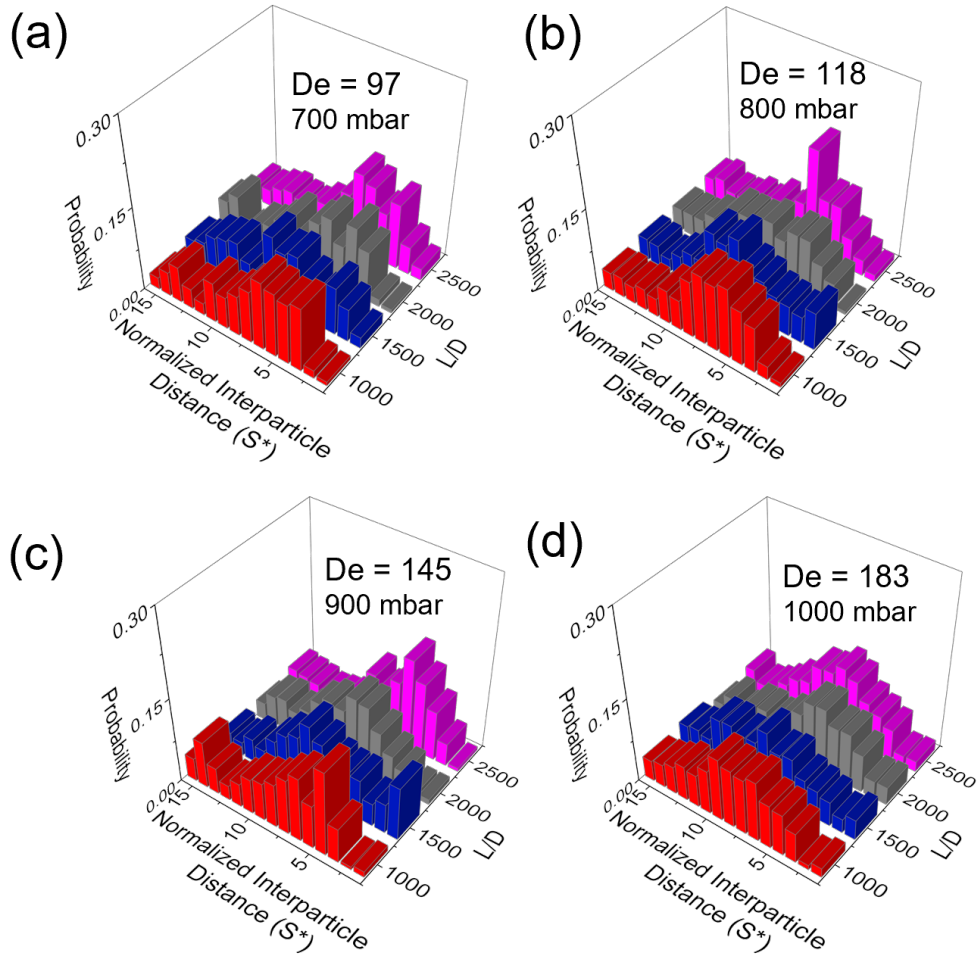 (a)
De = 97
700 mbar
0.30
0.15
0.00
Probability
15
10
5
Normalized Interparticle
Distance (S*)
1000
1500
2000
2500
L/D
(b)
De = 118
800 mbar
0.30
0.15
0.00
Probability
15
10
5
Normalized Interparticle
Distance (S*)
1000
1500
2000
2500
L/D
(c)
De = 145
900 mbar
0.30
0.15
0.00
Probability
15
10
5
Normalized Interparticle
Distance (S*)
1000
1500
2000
2500
L/D
(d)
De = 183
1000 mbar
0.30
0.15
0.00
Probability
15
10
5
Normalized Interparticle
Distance (S*)
1000
1500
2000
2500
L/D